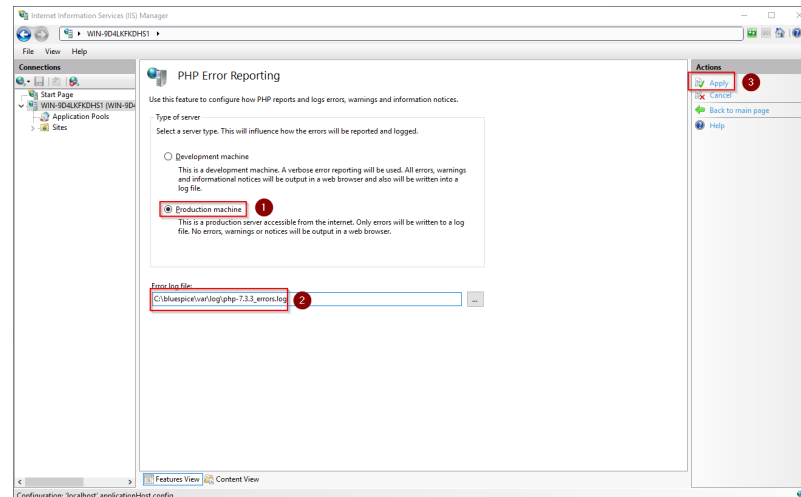 Internet Information Services (IIS) Manager
WIN-9D4LKFKDHS1
File View Help
Connections
Start Page
WIN-9D4LKFKDHS1 (WIN-9D4
Application Pools
Sites
PHP Error Reporting
Use this feature to configure how PHP reports and logs errors, warnings and information notices.
Type of server
Select a server type. This will influence how the errors will be reported and logged.
Development machine
This is a development machine. A verbose error reporting will be used. All errors, warnings
and informational notices will be output in a web browser and also will be written into a
log file.
Production machine
1
This is a production server accessible from the internet. Only errors will be written to a log
file. No errors, warnings or notices will be output in a web browser.
Error log file:
C:\bluespice\var\log\php-7.3.3_errors.log
2
...
Features View
Content View
Actions
Apply
3
Cancel
Back to main page
Help
Configuration: 'localhost' applicationHost.config